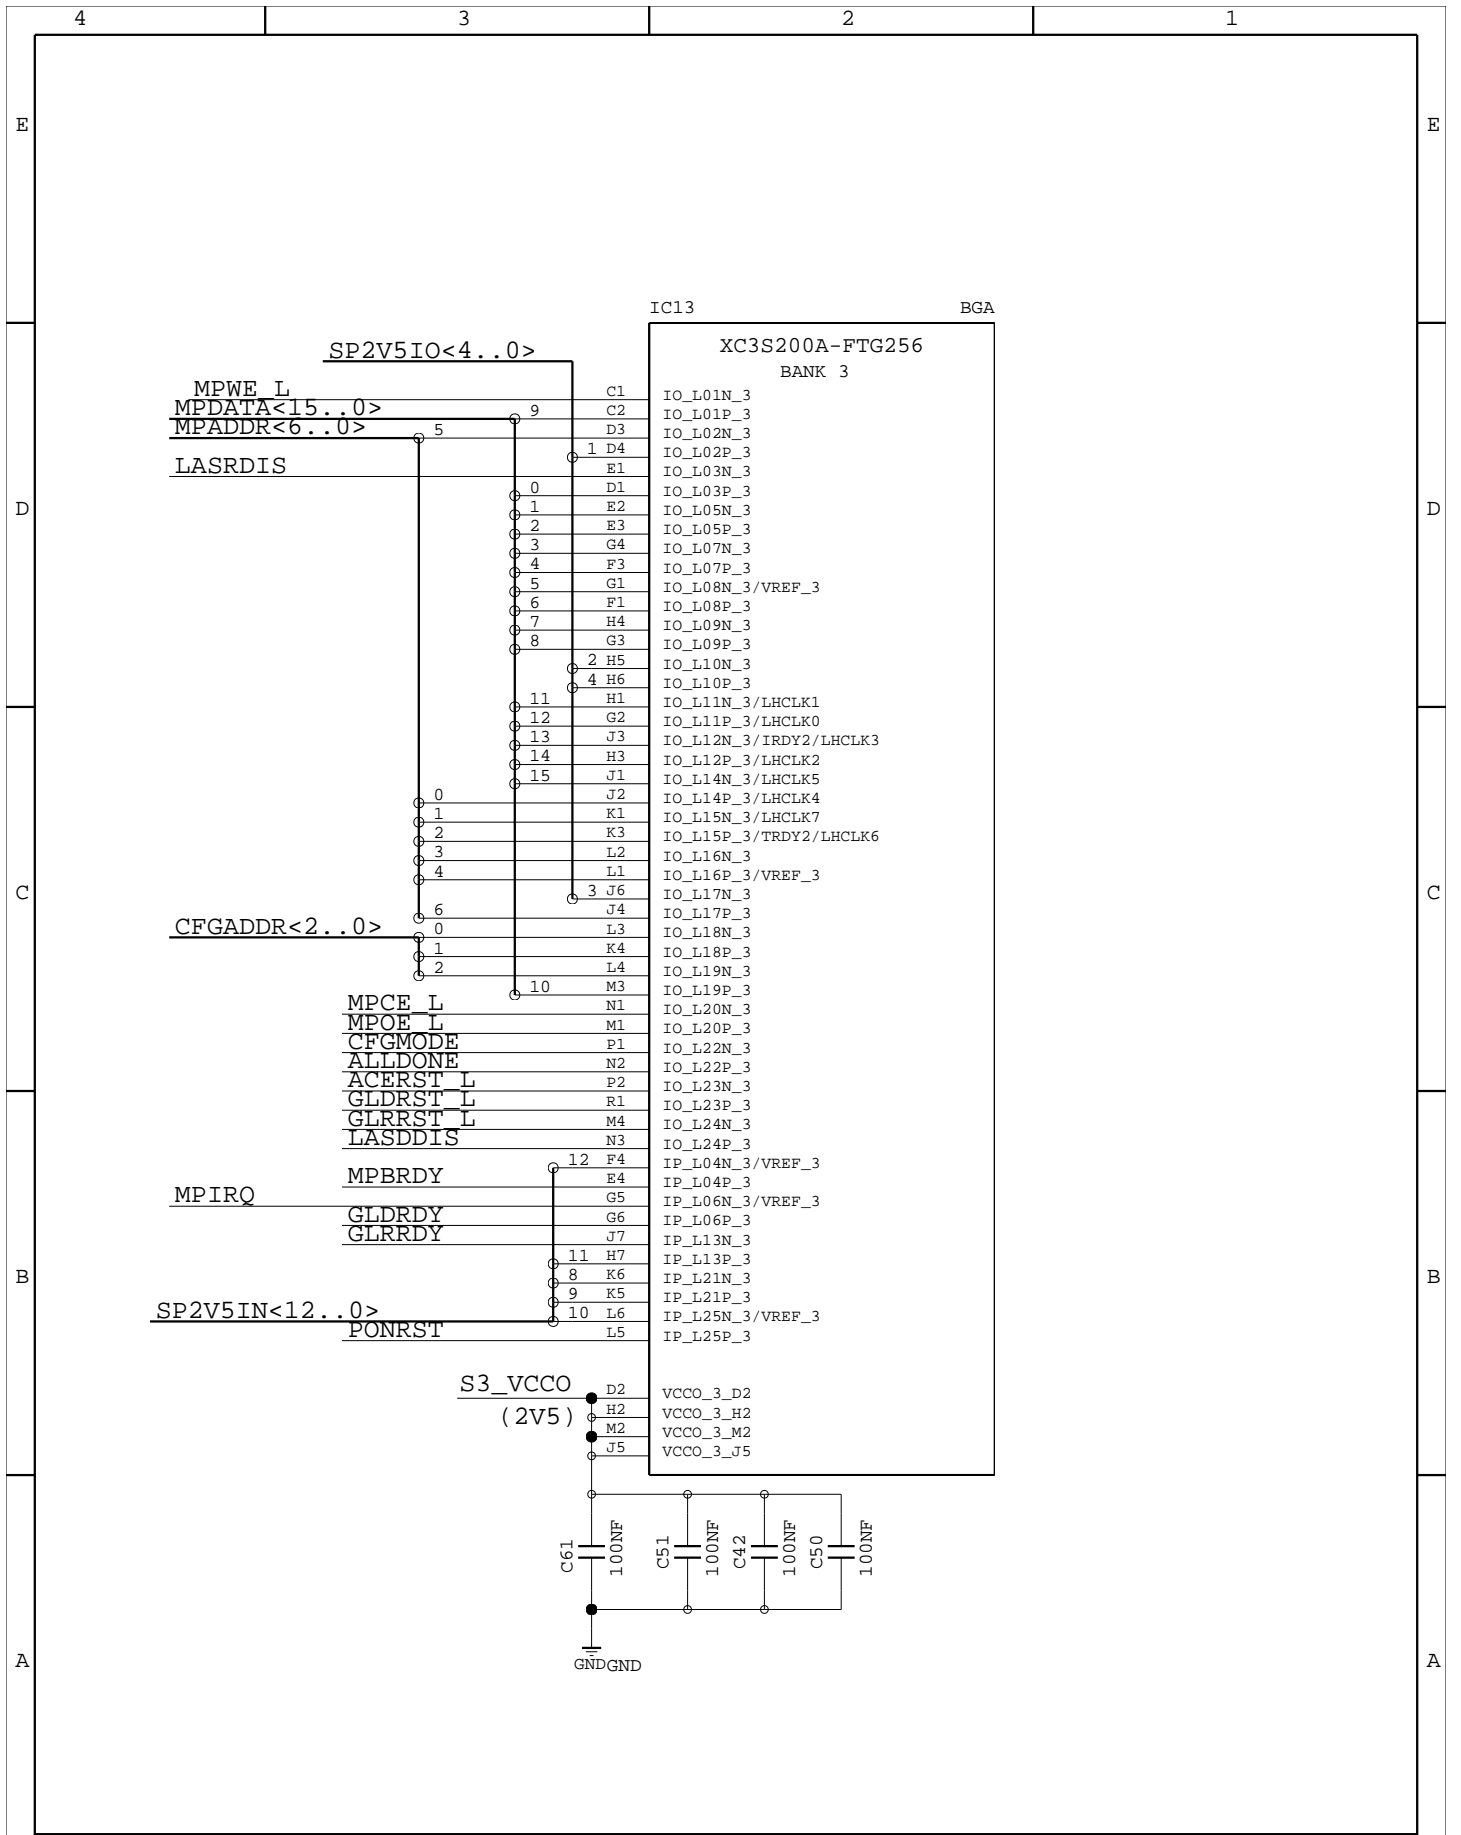 4 3 2 1
E E
IC13 BGA
XC3S200A-FTG256
BANK 3
SP2V5IO<4..0>
MPWE_L C1 IO_L01N_3
MPDATA<15..0> 9 C2 IO_L01P_3
MPADDR<6..0> 5 D3 IO_L02N_3
1 D4 IO_L02P_3
LASRDIS E1 IO_L03N_3
0 D1 IO_L03P_3
D D
1 E2 IO_L05N_3
2 E3 IO_L05P_3
3 G4 IO_L07N_3
4 F3 IO_L07P_3
5 G1 IO_L08N_3/VREF_3
6 F1 IO_L08P_3
7 H4 IO_L09N_3
8 G3 IO_L09P_3
2 H5 IO_L10N_3
4 H6 IO_L10P_3
11 H1 IO_L11N_3/LHCLK1
12 G2 IO_L11P_3/LHCLK0
13 J3 IO_L12N_3/IRDY2/LHCLK3
14 H3 IO_L12P_3/LHCLK2
15 J1 IO_L14N_3/LHCLK5
0 J2 IO_L14P_3/LHCLK4
1 K1 IO_L15N_3/LHCLK7
2 K3 IO_L15P_3/TRDY2/LHCLK6
3 L2 IO_L16N_3
4 L1 IO_L16P_3/VREF_3
C C
3 J6 IO_L17N_3
6 J4 IO_L17P_3
CFGADDR<2..0> 0 L3 IO_L18N_3
1 K4 IO_L18P_3
2 L4 IO_L19N_3
10 M3 IO_L19P_3
MPCE_L N1 IO_L20N_3
MPOE_L M1 IO_L20P_3
CFGMODE P1 IO_L22N_3
ALLDONE N2 IO_L22P_3
ACERST_L P2 IO_L23N_3
GLDRST_L R1 IO_L23P_3
GLRRST_L M4 IO_L24N_3
LASDDIS N3 IO_L24P_3
12 F4 IP_L04N_3/VREF_3
MPBRDY E4 IP_L04P_3
MPIRQ G5 IP_L06N_3/VREF_3
GLDRDY G6 IP_L06P_3
GLRRDY J7 IP_L13N_3
11 H7 IP_L13P_3
B B
8 K6 IP_L21N_3
9 K5 IP_L21P_3
SP2V5IN<12..0> 10 L6 IP_L25N_3/VREF_3
PONRST L5 IP_L25P_3
S3_VCCO D2 VCCO_3_D2
(2V5) H2 VCCO_3_H2
M2 VCCO_3_M2
J5 VCCO_3_J5
C61 100NF C51 100NF C42 100NF C50 100NF
GND GND
A A